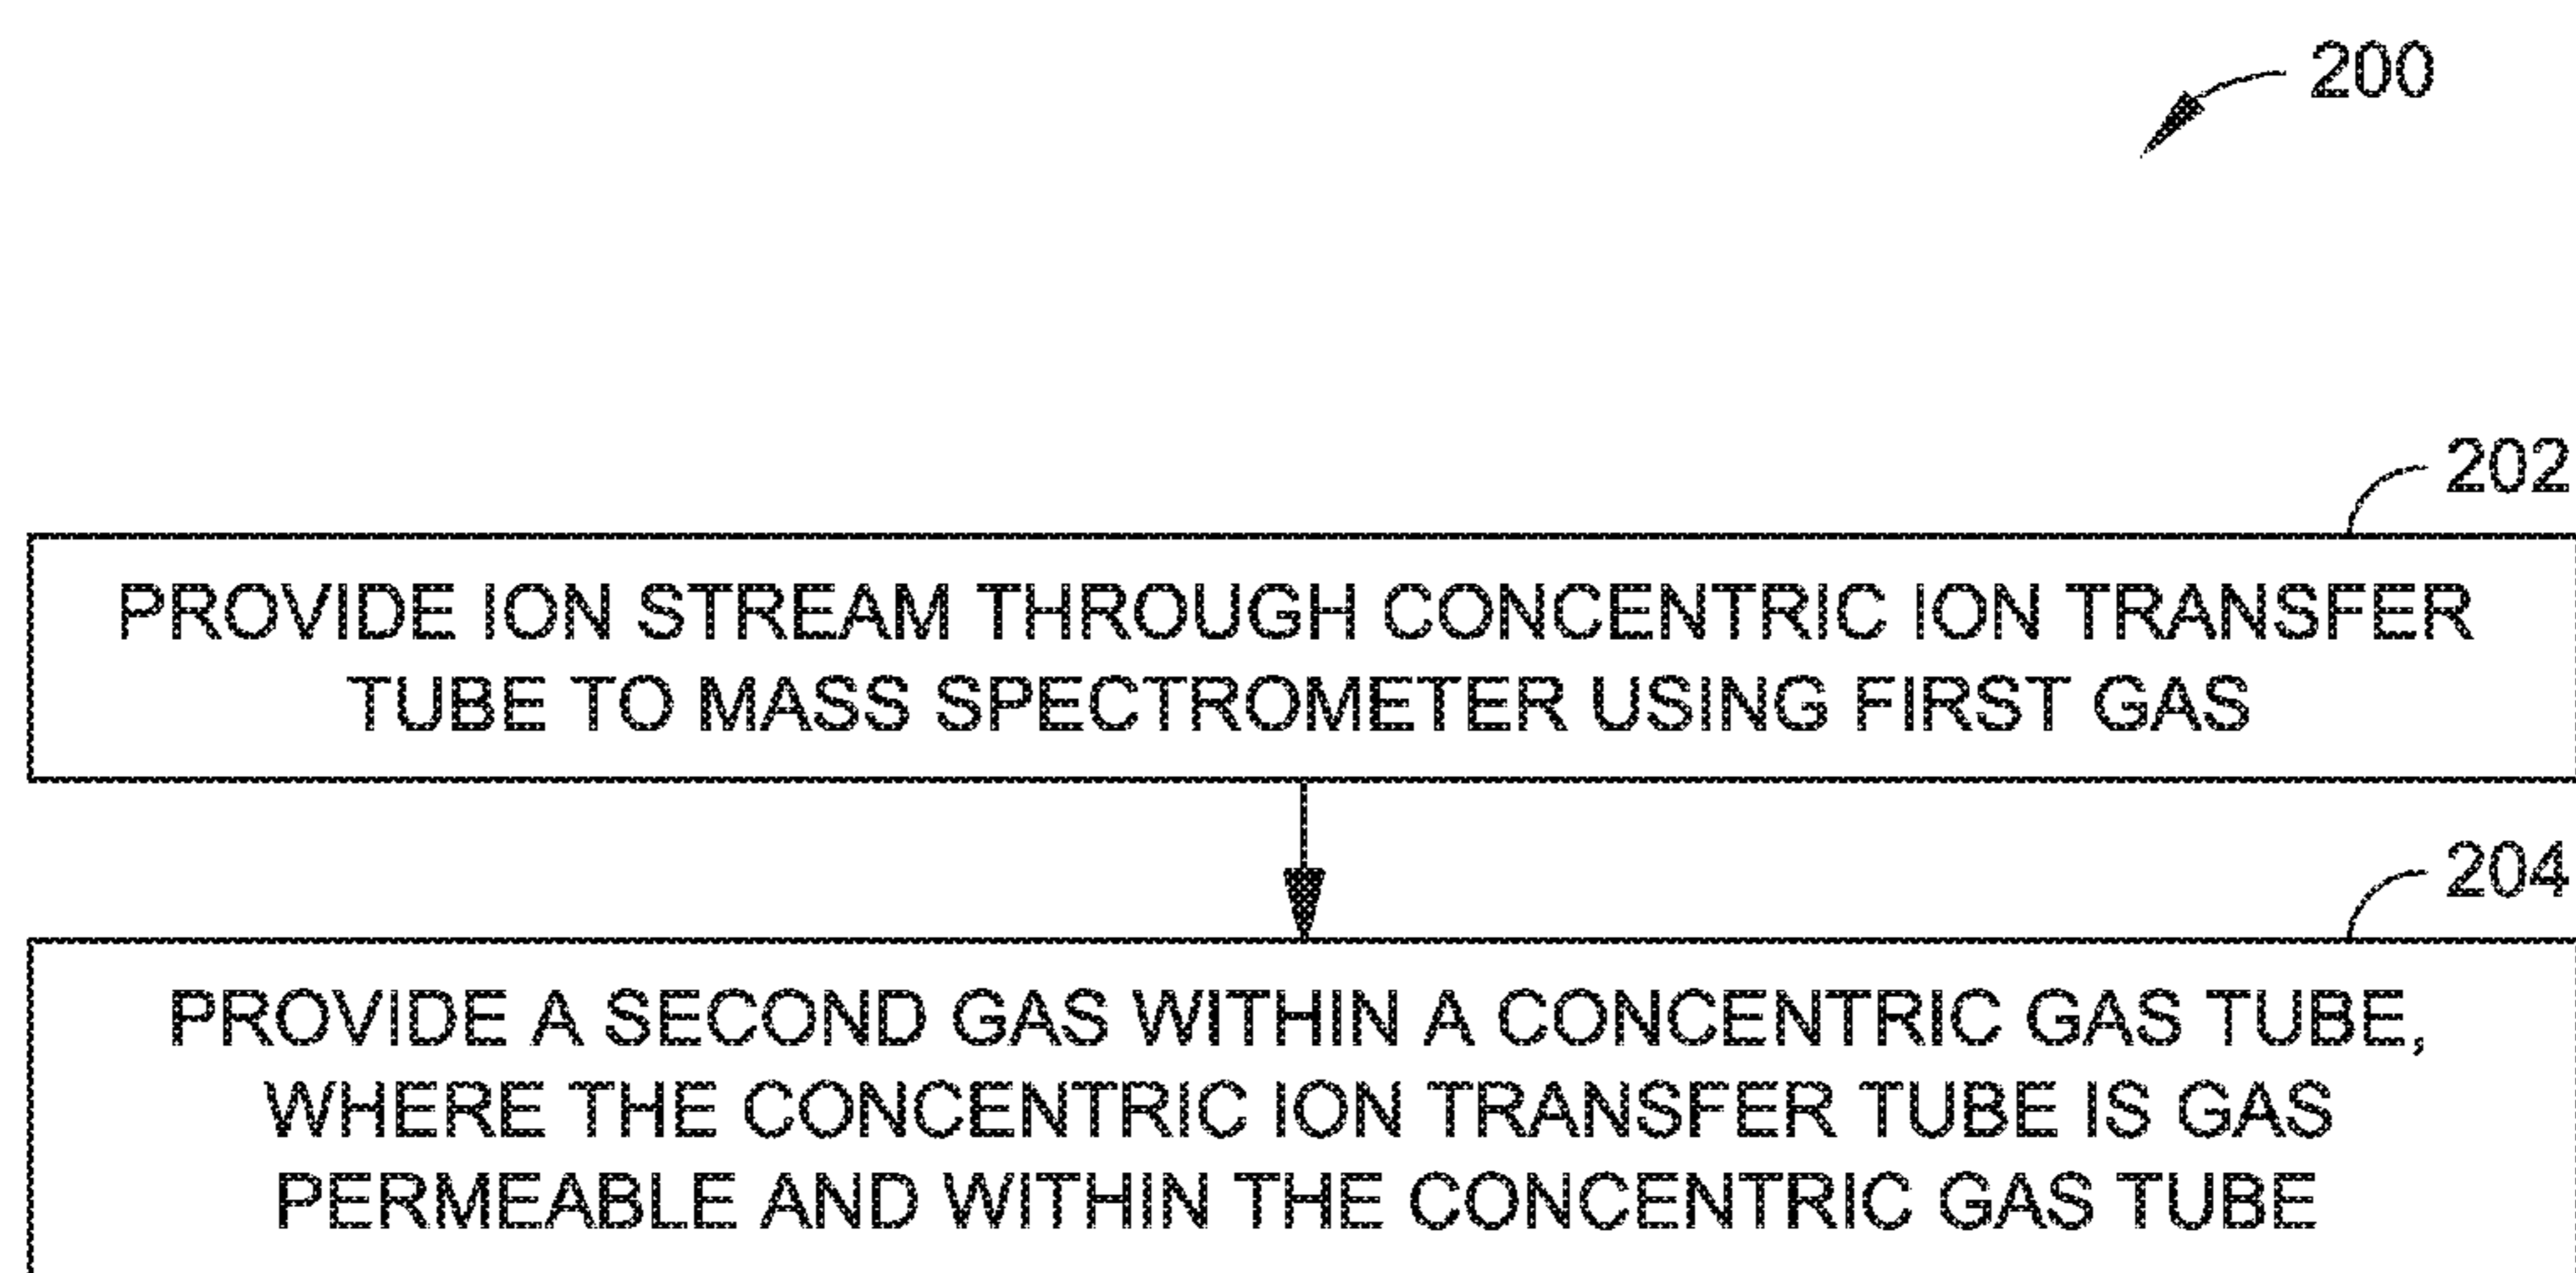 200
202
PROVIDE ION STREAM THROUGH CONCENTRIC ION TRANSFER
TUBE TO MASS SPECTROMETER USING FIRST GAS
204
PROVIDE A SECOND GAS WITHIN A CONCENTRIC GAS TUBE,
WHERE THE CONCENTRIC ION TRANSFER TUBE IS GAS
PERMEABLE AND WITHIN THE CONCENTRIC GAS TUBE